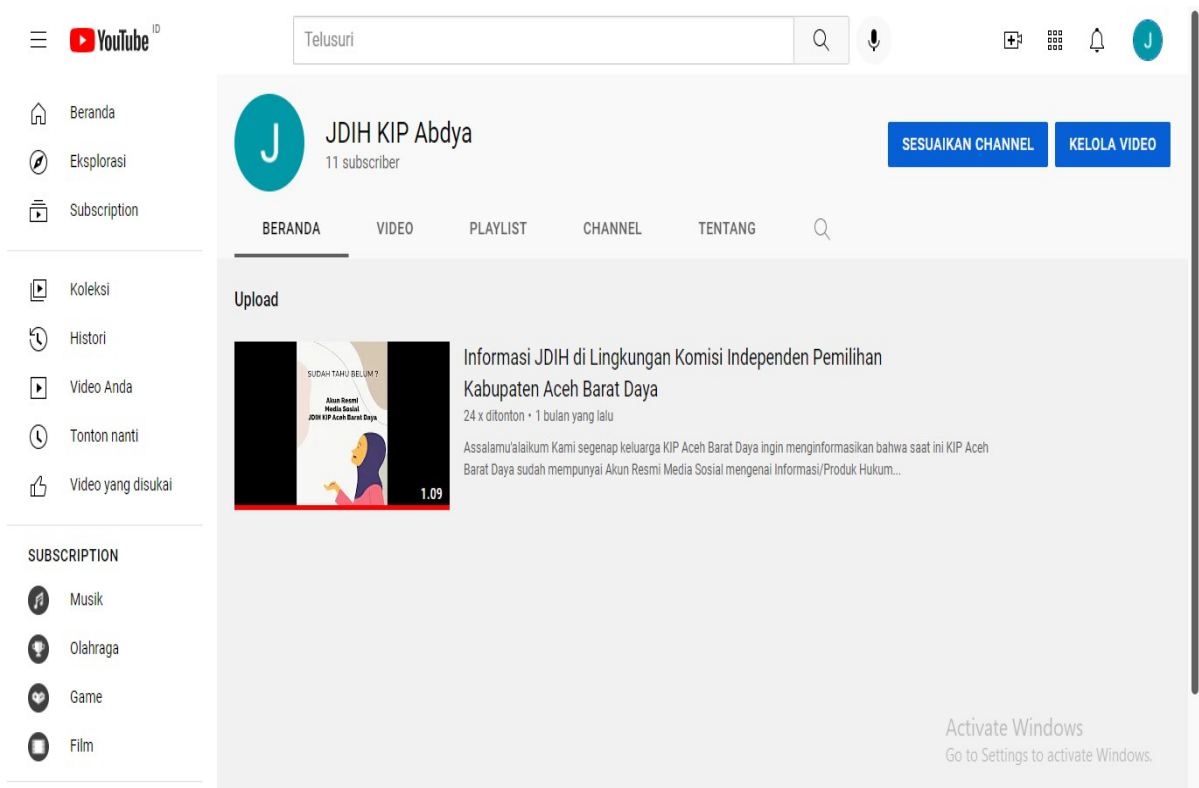 YouTube ID
Telusuri
J
Beranda
Eksplorasi
Subscription
Koleksi
Histori
Video Anda
Tonton nanti
Video yang disukai
SUBSCRIPTION
Musik
Olahraga
Game
Film
J
JDIH KIP Abdya
11 subscriber
SESUAIKAN CHANNEL
KELOLA VIDEO
BERANDA VIDEO PLAYLIST CHANNEL TENTANG
Upload
SUDAH TAHU BELUM ?
Akun Resmi
Media Sosial
JDIH KIP Aceh Barat Daya
1.09
Informasi JDIH di Lingkungan Komisi Independen Pemilihan
Kabupaten Aceh Barat Daya
24 x ditonton • 1 bulan yang lalu
Assalamu'alaikum Kami segenap keluarga KIP Aceh Barat Daya ingin menginformasikan bahwa saat ini KIP Aceh
Barat Daya sudah mempunyai Akun Resmi Media Sosial mengenai Informasi/Produk Hukum...
Activate Windows
Go to Settings to activate Windows.